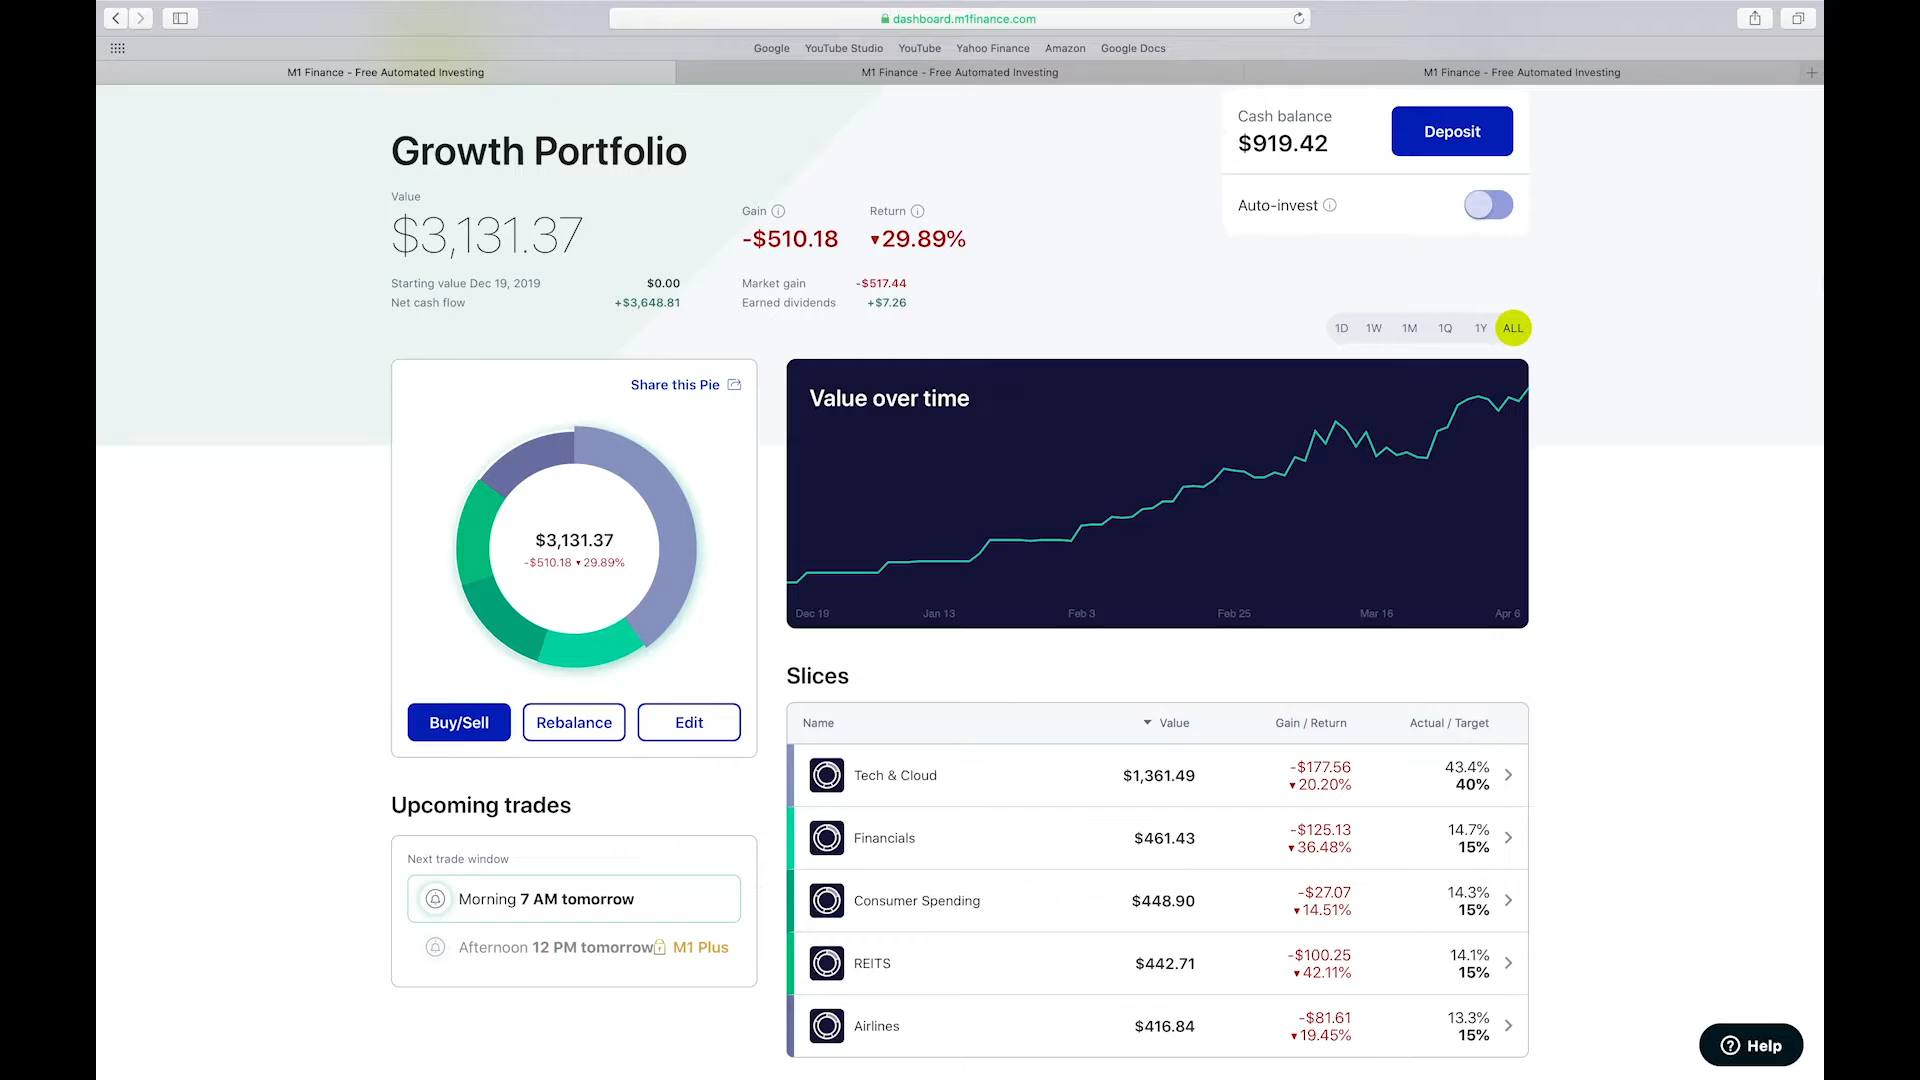 dashboard.m1finance.com
Google YouTube Studio YouTube Yahoo Finance Amazon Google Docs
M1 Finance - Free Automated Investing M1 Finance - Free Automated Investing M1 Finance - Free Automated Investing
Growth Portfolio
Value
$3,131.37
Starting value Dec 19, 2019 $0.00
Net cash flow +$3,648.81
Gain Return
-$510.18 ▼29.89%
Market gain -$517.44
Earned dividends +$7.26
Cash balance
$919.42
Deposit
Auto-invest
1D 1W 1M 1Q 1Y ALL
Share this Pie
$3,131.37
-$510.18 ▼29.89%
Buy/Sell Rebalance Edit
Value over time
Dec 19 Jan 13 Feb 3 Feb 25 Mar 16 Apr 6
Upcoming trades
Next trade window
Morning 7 AM tomorrow
Afternoon 12 PM tomorrow M1 Plus
Slices
Name ▼ Value Gain / Return Actual / Target
Tech & Cloud $1,361.49 -$177.56 43.4%
▼20.20% 40%
Financials $461.43 -$125.13 14.7%
▼36.48% 15%
Consumer Spending $448.90 -$27.07 14.3%
▼14.51% 15%
REITS $442.71 -$100.25 14.1%
▼42.11% 15%
Airlines $416.84 -$81.61 13.3%
▼19.45% 15%
? Help